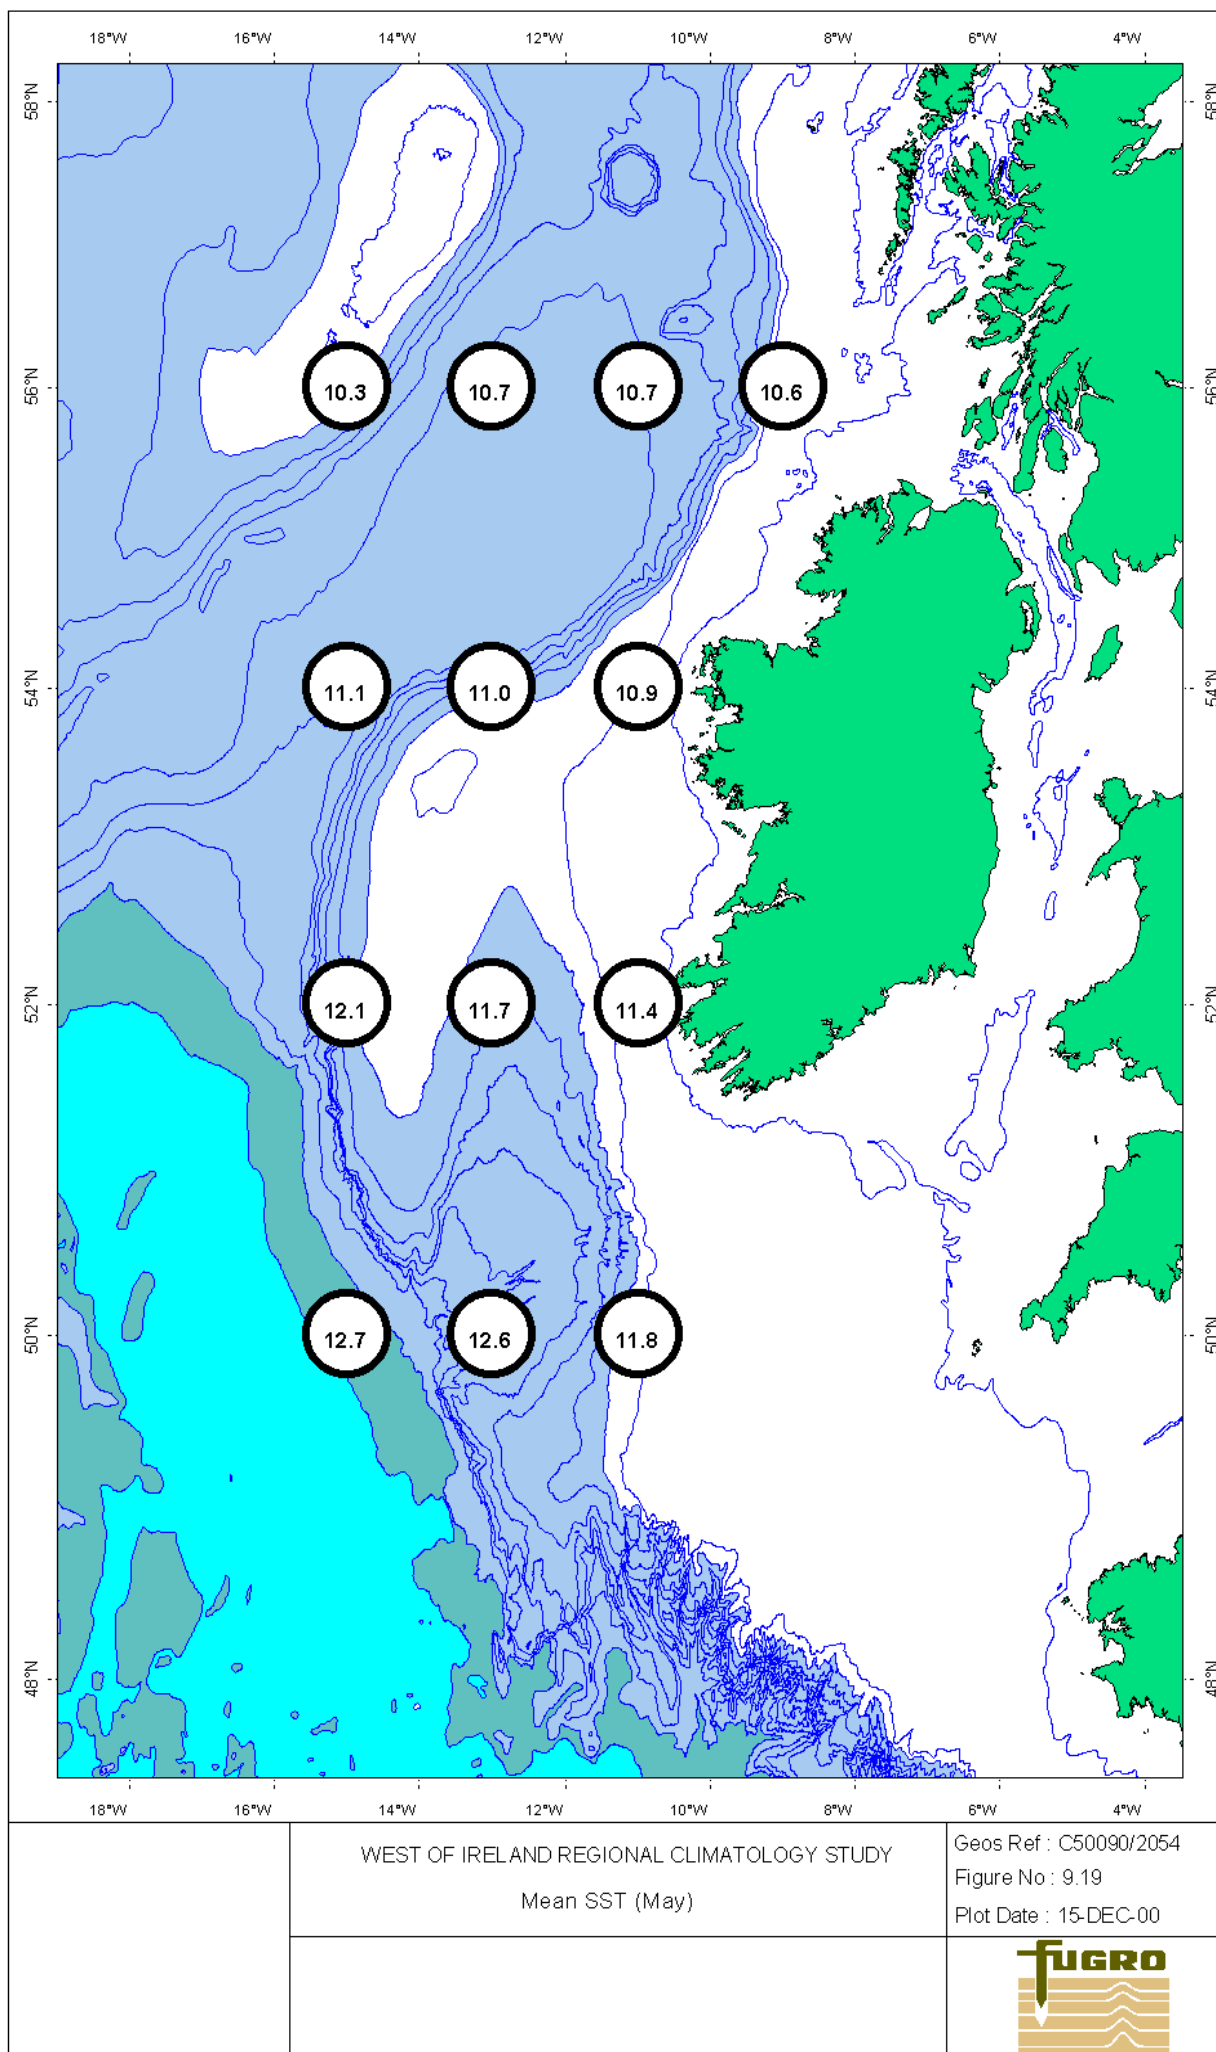 18°W 16°W 14°W 12°W 10°W 8°W 6°W 4°W
58°N 58°N
56°N 10.3 10.7 10.7 10.6 56°N
54°N 11.1 11.0 10.9 54°N
52°N 12.1 11.7 11.4 52°N
50°N 12.7 12.6 11.8 50°N
48°N 48°N
18°W 16°W 14°W 12°W 10°W 8°W 6°W 4°W
WEST OF IRELAND REGIONAL CLIMATOLOGY STUDY
Mean SST (May)
Geos Ref : C50090/2054
Figure No : 9.19
Plot Date : 15-DEC-00
fUGRO